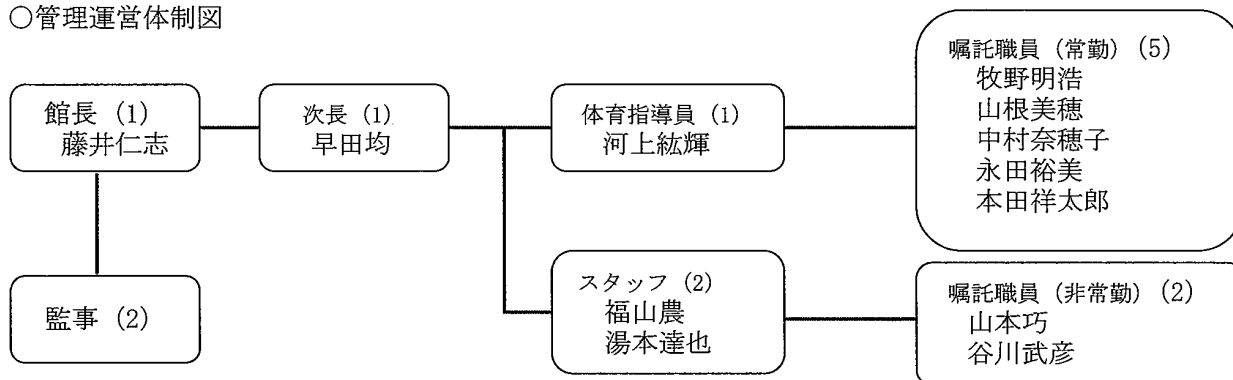 ○管理運営体制図
館長 (1)
藤井仁志
監事 (2)
次長 (1)
早田均
体育指導員 (1)
河上紘輝
スタッフ (2)
福山農
湯本達也
嘱託職員 (常勤) (5)
牧野明浩
山根美穂
中村奈穂子
永田裕美
本田祥太郎
嘱託職員 (非常勤) (2)
山本巧
谷川武彦